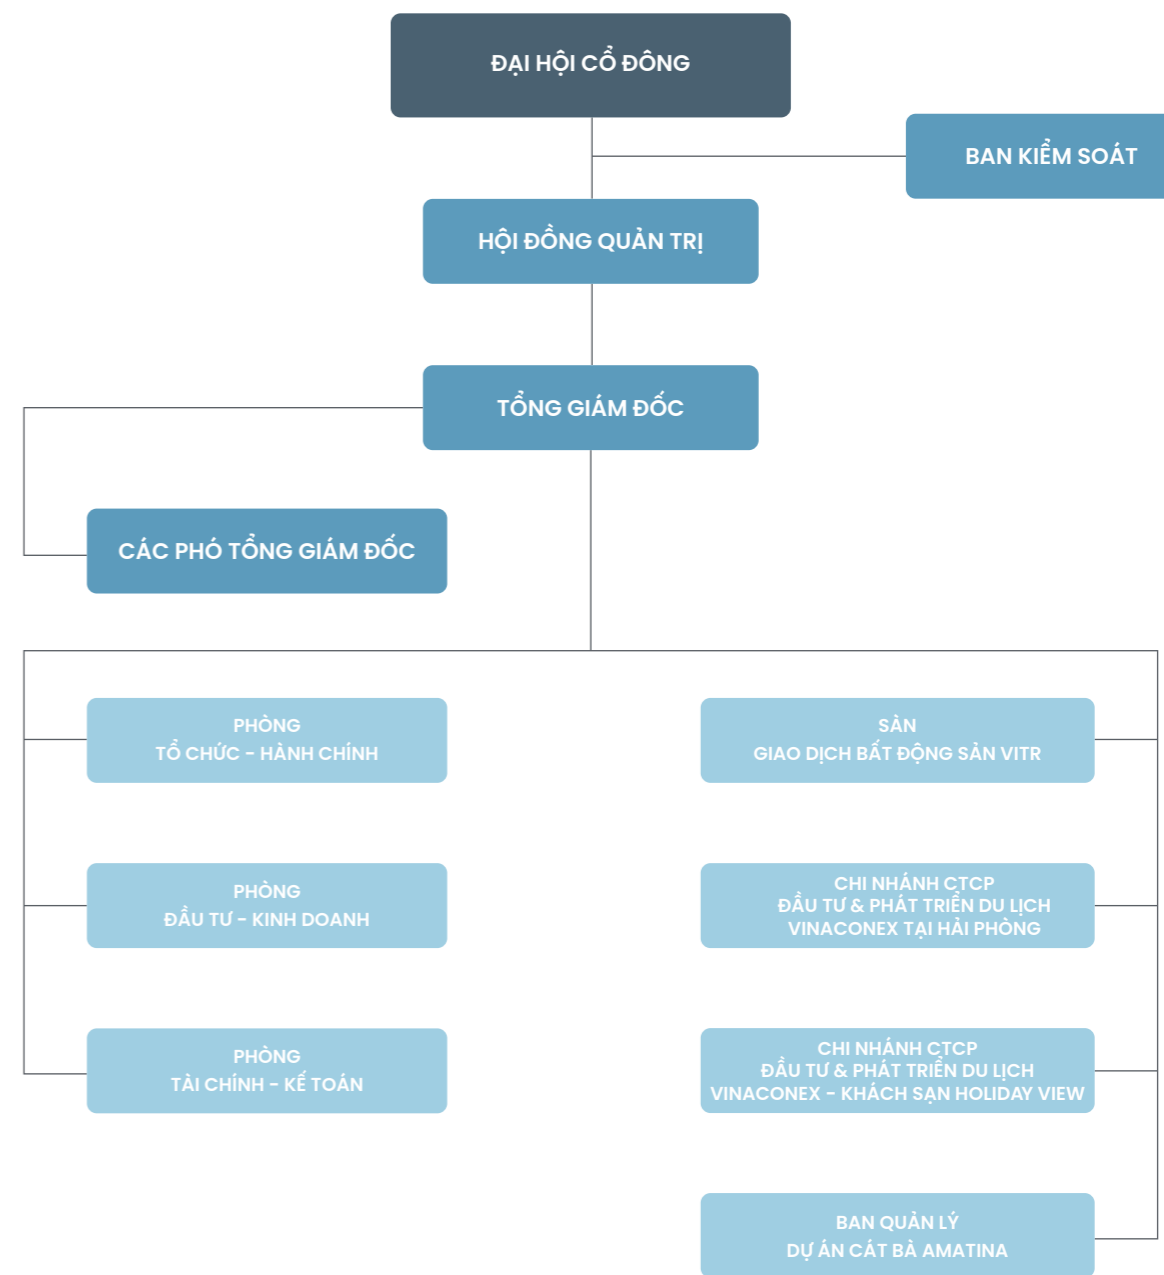 ĐẠI HỘI CỔ ĐÔNG
BAN KIỂM SOÁT
HỘI ĐỒNG QUẢN TRỊ
TỔNG GIÁM ĐỐC
CÁC PHÓ TỔNG GIÁM ĐỐC
PHÒNG
TỔ CHỨC - HÀNH CHÍNH
SÀN
GIAO DỊCH BẤT ĐỘNG SẢN VITR
PHÒNG
ĐẦU TƯ - KINH DOANH
CHI NHÁNH CTCP
ĐẦU TƯ & PHÁT TRIỂN DU LỊCH
VINACONEX TẠI HẢI PHÒNG
PHÒNG
TÀI CHÍNH - KẾ TOÁN
CHI NHÁNH CTCP
ĐẦU TƯ & PHÁT TRIỂN DU LỊCH
VINACONEX - KHÁCH SẠN HOLIDAY VIEW
BAN QUẢN LÝ
DỰ ÁN CÁT BÀ AMATINA